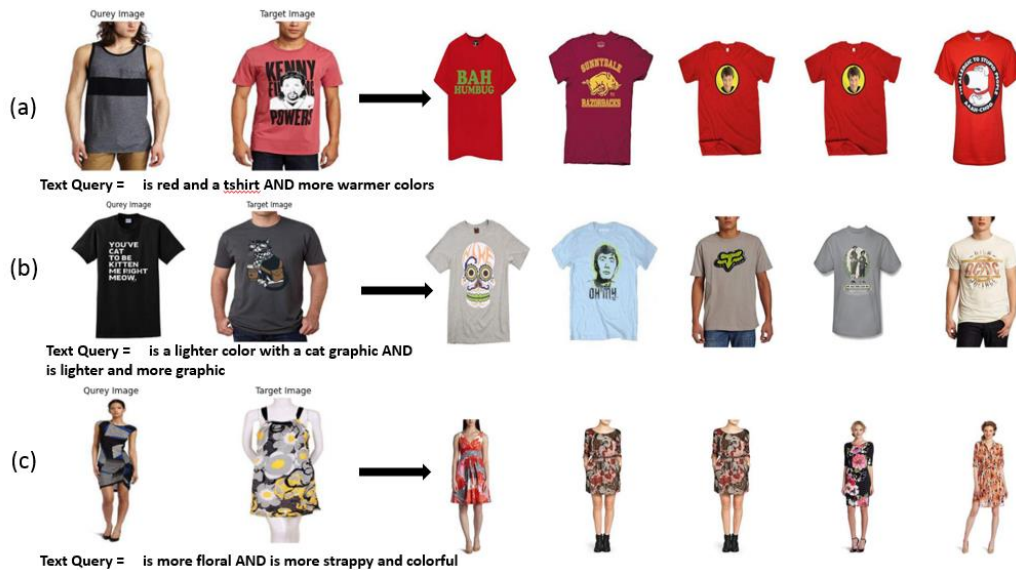 Qurey Image
Target Image
(a)
KENNY
POWERS
BAH
HUMBUG
SUNNYDALE
RAZORBACKS
Text Query = is red and a tshirt AND more warmer colors
Qurey Image
Target Image
(b)
YOU'VE
CAT
TO BE
KITTEN
ME RIGHT
MEOW.
OH MY
Text Query = is a lighter color with a cat graphic AND
is lighter and more graphic
Qurey Image
Target Image
(c)
Text Query = is more floral AND is more strappy and colorful